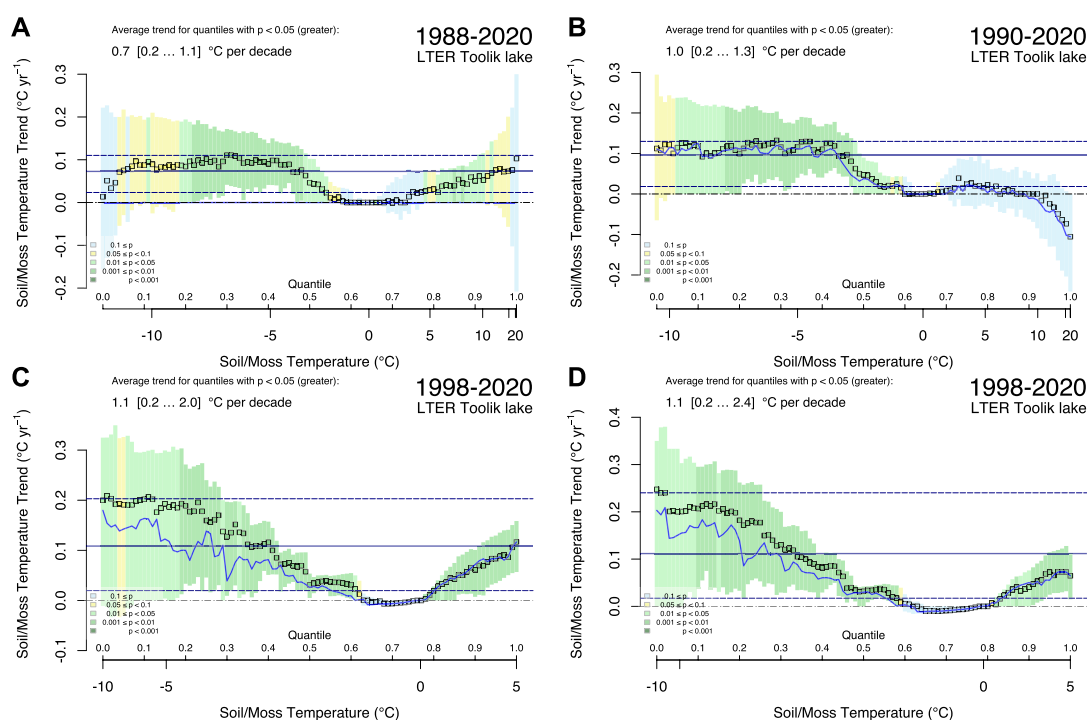 A
Average trend for quantiles with p < 0.05 (greater):
0.7 [0.2 … 1.1] °C per decade
1988-2020
LTER Toolik lake
Soil/Moss Temperature Trend (°C yr⁻¹)
0.3
0.2
0.1
0.0
-0.1
-0.2
0.1 ≤ p
0.05 ≤ p < 0.1
0.01 ≤ p < 0.05
0.001 ≤ p < 0.01
p < 0.001
Quantile
0.0 0.1 0.2 0.3 0.4 0.5 0.6 0.7 0.8 0.9 1.0
-10 -5 0 5 10 20
Soil/Moss Temperature (°C)
B
Average trend for quantiles with p < 0.05 (greater):
1.0 [0.2 … 1.3] °C per decade
1990-2020
LTER Toolik lake
Soil/Moss Temperature Trend (°C yr⁻¹)
0.3
0.2
0.1
0.0
-0.1
-0.2
0.1 ≤ p
0.05 ≤ p < 0.1
0.01 ≤ p < 0.05
0.001 ≤ p < 0.01
p < 0.001
Quantile
0.0 0.1 0.2 0.3 0.4 0.5 0.6 0.7 0.8 0.9 1.0
-10 -5 0 5 10 20
Soil/Moss Temperature (°C)
C
Average trend for quantiles with p < 0.05 (greater):
1.1 [0.2 … 2.0] °C per decade
1998-2020
LTER Toolik lake
Soil/Moss Temperature Trend (°C yr⁻¹)
0.3
0.2
0.1
0.0
-0.1
0.1 ≤ p
0.05 ≤ p < 0.1
0.01 ≤ p < 0.05
0.001 ≤ p < 0.01
p < 0.001
Quantile
0.0 0.1 0.2 0.3 0.4 0.5 0.6 0.7 0.8 0.9 1.0
-10 -5 0 5
Soil/Moss Temperature (°C)
D
Average trend for quantiles with p < 0.05 (greater):
1.1 [0.2 … 2.4] °C per decade
1998-2020
LTER Toolik lake
Soil/Moss Temperature Trend (°C yr⁻¹)
0.4
0.3
0.2
0.1
0.0
0.1 ≤ p
0.05 ≤ p < 0.1
0.01 ≤ p < 0.05
0.001 ≤ p < 0.01
p < 0.001
Quantile
0.0 0.1 0.2 0.3 0.4 0.5 0.6 0.7 0.8 0.9 1.0
-10 0 5
Soil/Moss Temperature (°C)